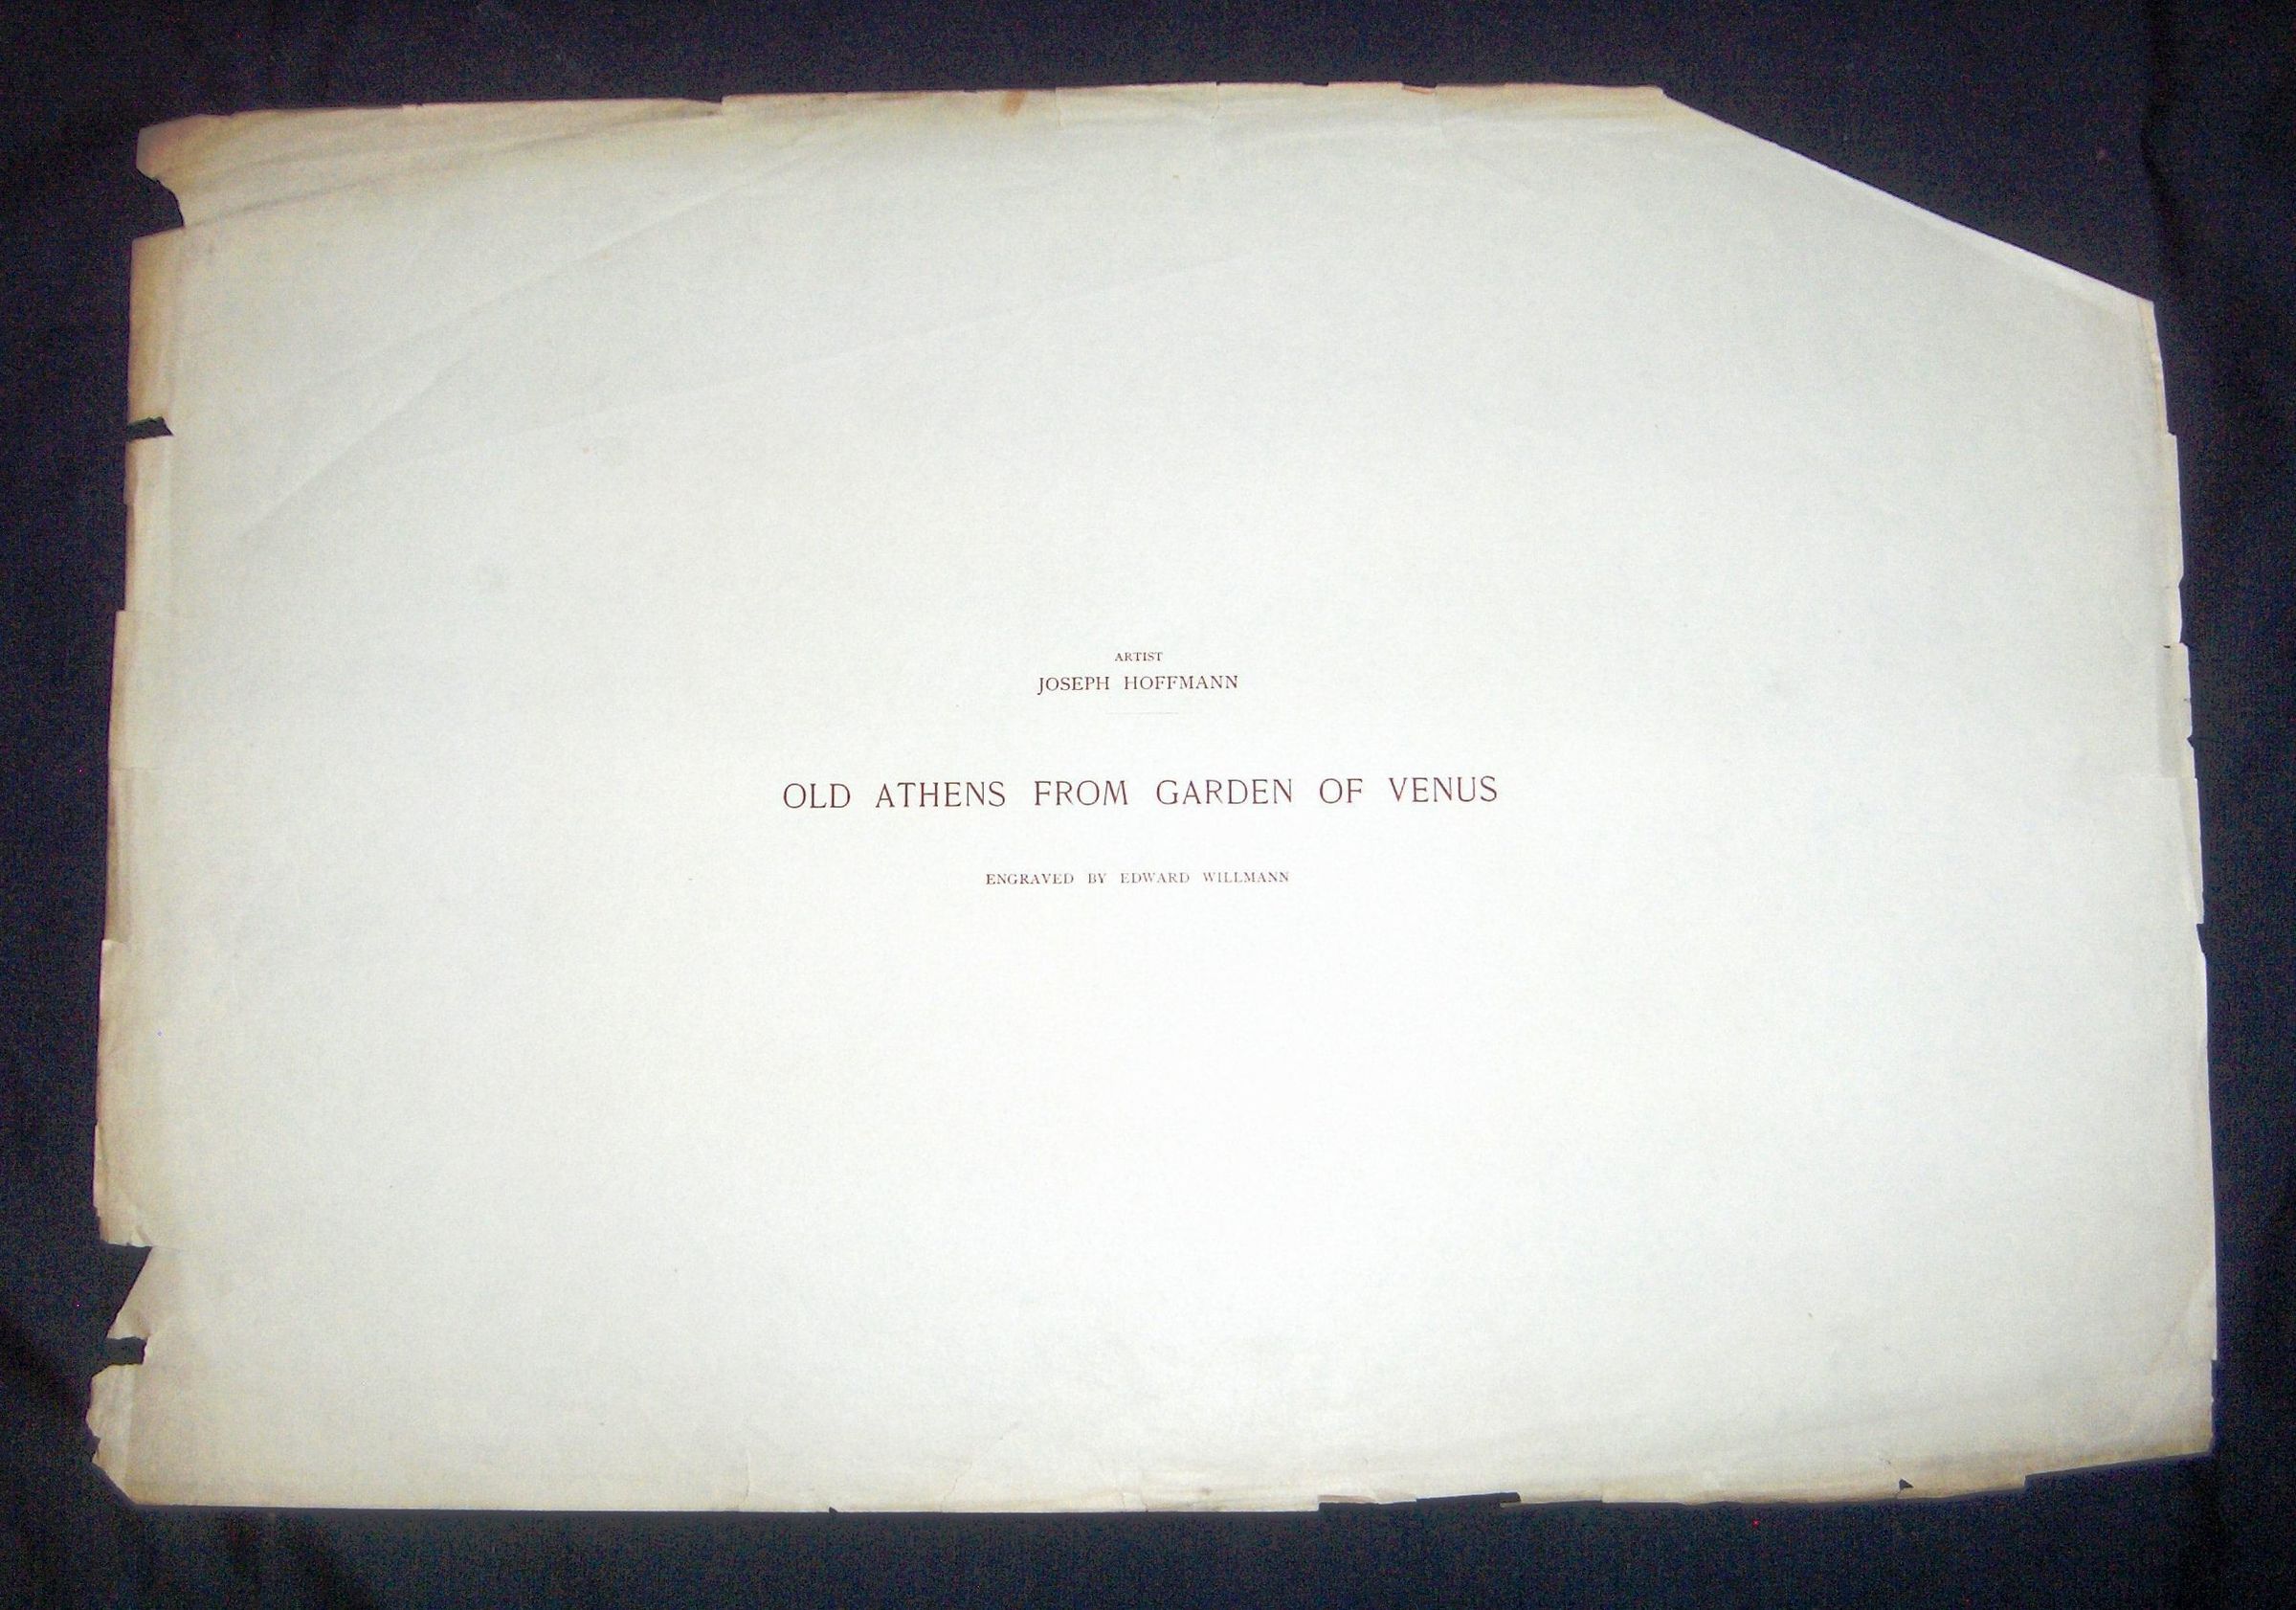 ARTIST
JOSEPH HOFFMANN
OLD ATHENS FROM GARDEN OF VENUS
ENGRAVED BY EDWARD WILLMANN